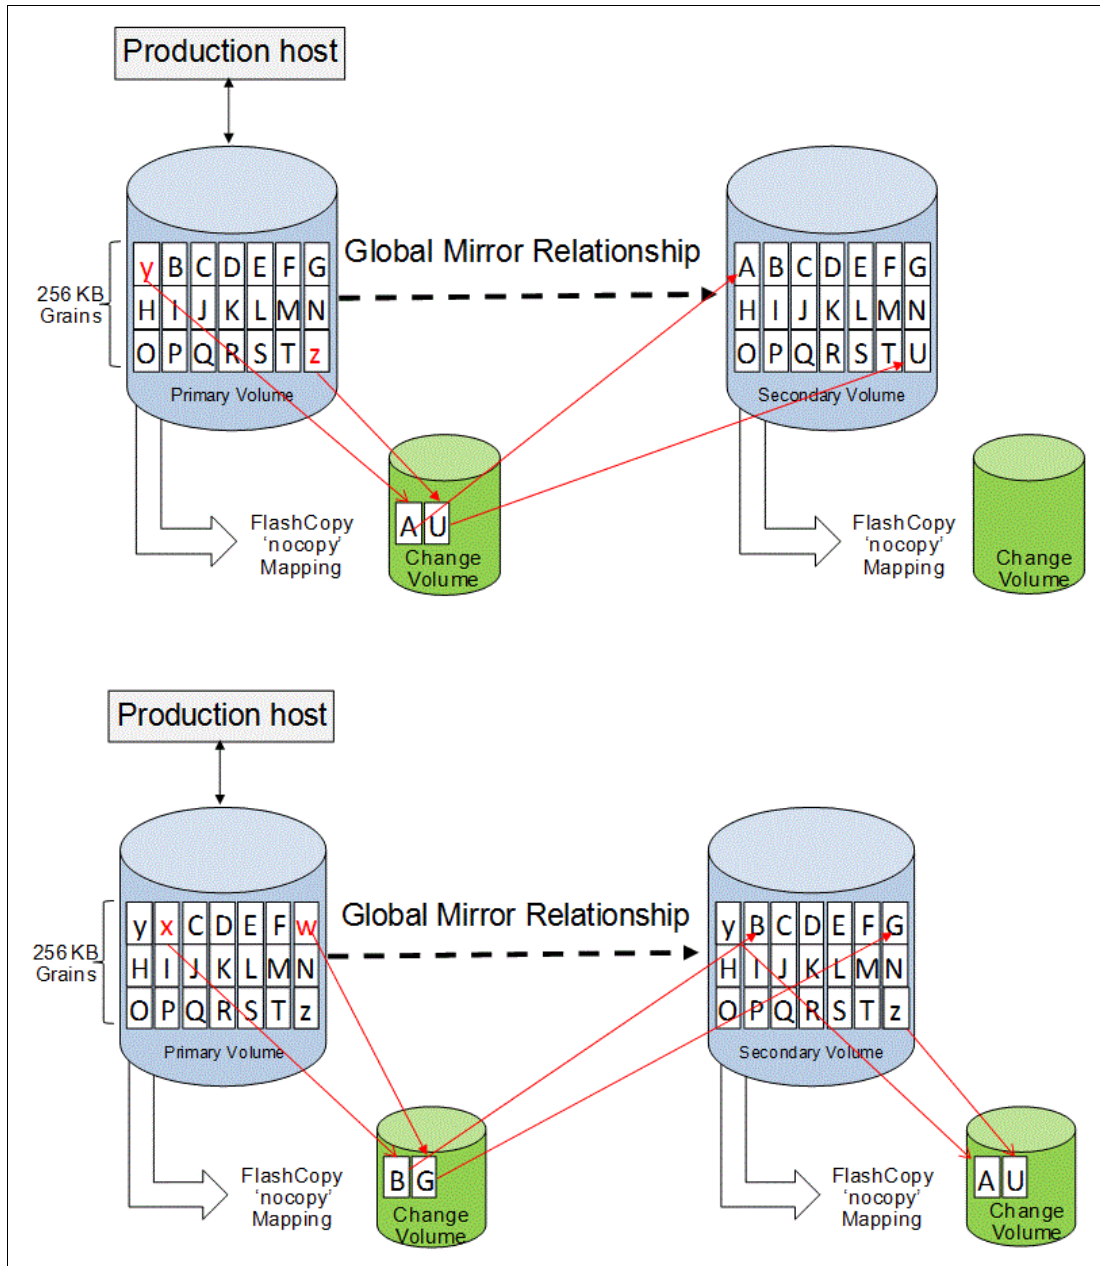 Production host
y B C D E F G
H I J K L M N
O P Q R S T z
Primary Volume
256 KB
Grains
Global Mirror Relationship
A B C D E F G
H I J K L M N
O P Q R S T U
Secondary Volume
FlashCopy
'nocopy'
Mapping
A U
Change
Volume
FlashCopy
'nocopy'
Mapping
Change
Volume
Production host
y x C D E F w
H I J K L M N
O P Q R S T z
Primary Volume
256 KB
Grains
Global Mirror Relationship
y B C D E F G
H I J K L M N
O P Q R S T z
Secondary Volume
FlashCopy
'nocopy'
Mapping
B G
Change
Volume
FlashCopy
'nocopy'
Mapping
A U
Change
Volume